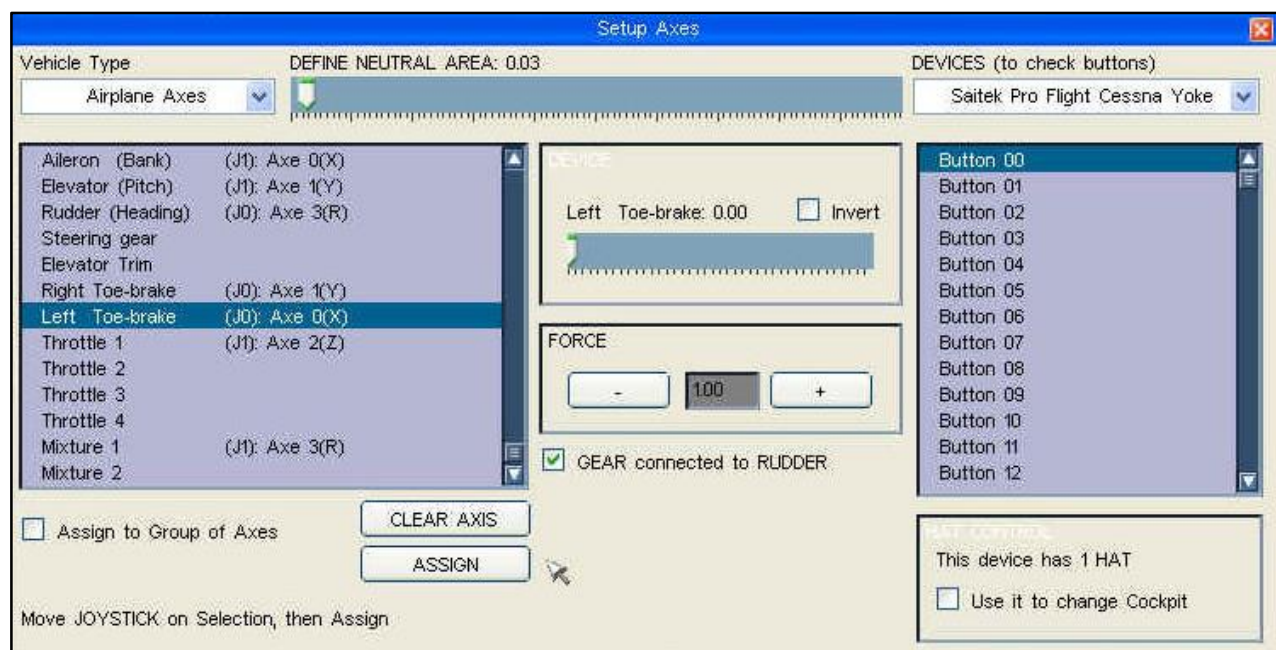 Setup Axes
Vehicle Type
DEFINE NEUTRAL AREA: 0.03
DEVICES (to check buttons)
Airplane Axes
Saitek Pro Flight Cessna Yoke
Aileron (Bank) (J1): Axe 0(X)
Elevator (Pitch) (J1): Axe 1(Y)
Rudder (Heading) (J0): Axe 3(R)
Steering gear
Elevator Trim
Right Toe-brake (J0): Axe 1(Y)
Left Toe-brake (J0): Axe 0(X)
Throttle 1 (J1): Axe 2(Z)
Throttle 2
Throttle 3
Throttle 4
Mixture 1 (J1): Axe 3(R)
Mixture 2
Assign to Group of Axes
CLEAR AXIS
ASSIGN
Move JOYSTICK on Selection, then Assign
DEVICE
Left Toe-brake: 0.00
Invert
FORCE
-
1.00
+
GEAR connected to RUDDER
Button 00
Button 01
Button 02
Button 03
Button 04
Button 05
Button 06
Button 07
Button 08
Button 09
Button 10
Button 11
Button 12
HAT CONTROL
This device has 1 HAT
Use it to change Cockpit